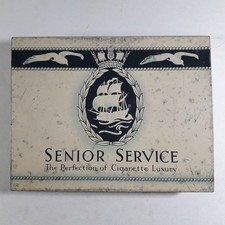 SENIOR SERVICE
The Perfection of Cigarette Luxury